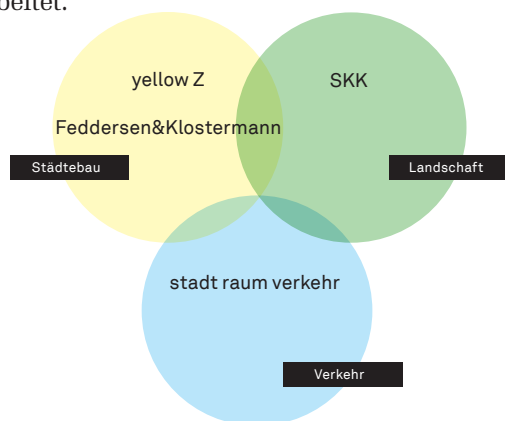 yellow Z
SKK
Feddersen&Klostermann
Städtebau
Landschaft
stadt raum verkehr
Verkehr